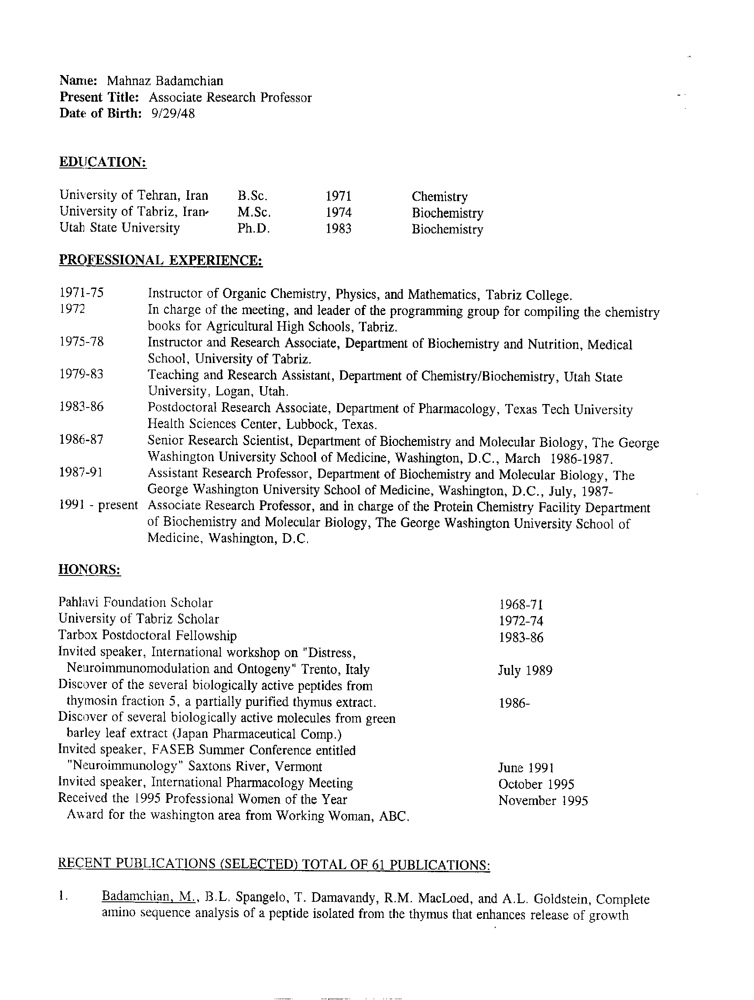 Name: Mahnaz Badamchian
Present Title: Associate Research Professor
Date of Birth: 9/29/48
EDUCATION:
University of Tehran, Iran B.Sc. 1971 Chemistry
University of Tabriz, Iran M.Sc. 1974 Biochemistry
Utah State University Ph.D. 1983 Biochemistry
PROFESSIONAL EXPERIENCE:
1971-75 Instructor of Organic Chemistry, Physics, and Mathematics, Tabriz College.
1972 In charge of the meeting, and leader of the programming group for compiling the chemistry
books for Agricultural High Schools, Tabriz.
1975-78 Instructor and Research Associate, Department of Biochemistry and Nutrition, Medical
School, University of Tabriz.
1979-83 Teaching and Research Assistant, Department of Chemistry/Biochemistry, Utah State
University, Logan, Utah.
1983-86 Postdoctoral Research Associate, Department of Pharmacology, Texas Tech University
Health Sciences Center, Lubbock, Texas.
1986-87 Senior Research Scientist, Department of Biochemistry and Molecular Biology, The George
Washington University School of Medicine, Washington, D.C., March 1986-1987.
1987-91 Assistant Research Professor, Department of Biochemistry and Molecular Biology, The
George Washington University School of Medicine, Washington, D.C., July, 1987-
1991 - present Associate Research Professor, and in charge of the Protein Chemistry Facility Department
of Biochemistry and Molecular Biology, The George Washington University School of
Medicine, Washington, D.C.
HONORS:
Pahlavi Foundation Scholar 1968-71
University of Tabriz Scholar 1972-74
Tarbox Postdoctoral Fellowship 1983-86
Invited speaker, International workshop on "Distress,
Neuroimmunomodulation and Ontogeny" Trento, Italy July 1989
Discover of the several biologically active peptides from
thymosin fraction 5, a partially purified thymus extract. 1986-
Discover of several biologically active molecules from green
barley leaf extract (Japan Pharmaceutical Comp.)
Invited speaker, FASEB Summer Conference entitled
"Neuroimmunology" Saxtons River, Vermont June 1991
Invited speaker, International Pharmacology Meeting October 1995
Received the 1995 Professional Women of the Year November 1995
Award for the washington area from Working Woman, ABC.
RECENT PUBLICATIONS (SELECTED) TOTAL OF 61 PUBLICATIONS:
1. Badamchian, M., B.L. Spangelo, T. Damavandy, R.M. MacLoed, and A.L. Goldstein, Complete
amino sequence analysis of a peptide isolated from the thymus that enhances release of growth